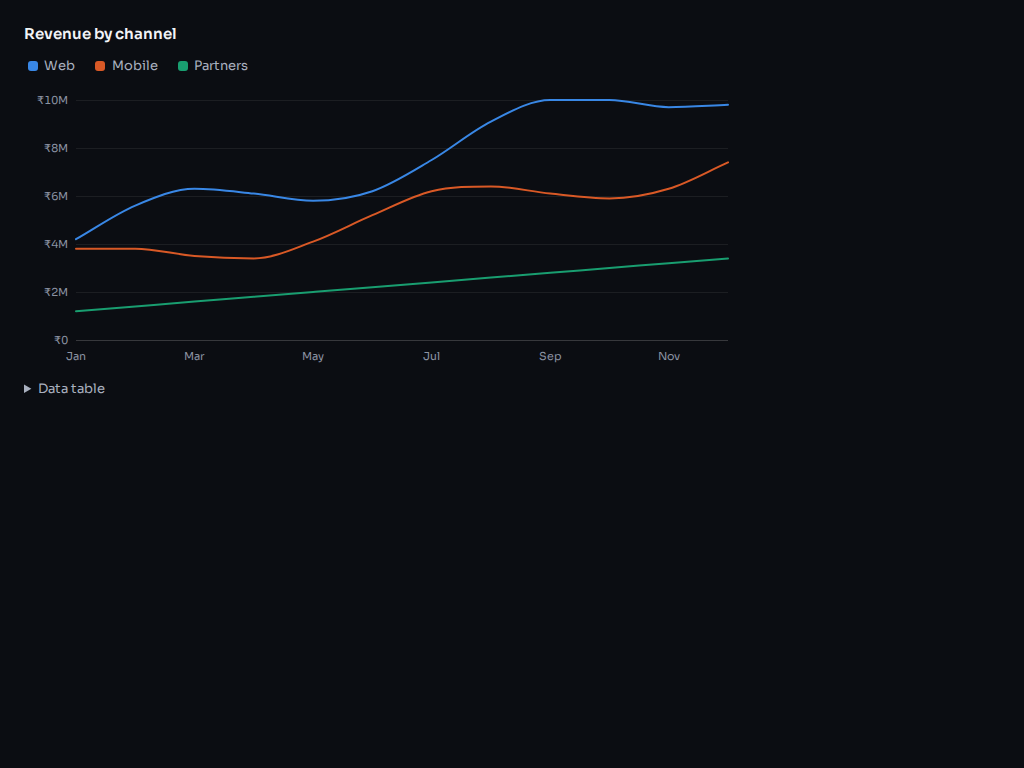 Revenue by channel
Web Mobile Partners
₹10M
₹8M
₹6M
₹4M
₹2M
₹0
Jan Mar May Jul Sep Nov
Data table